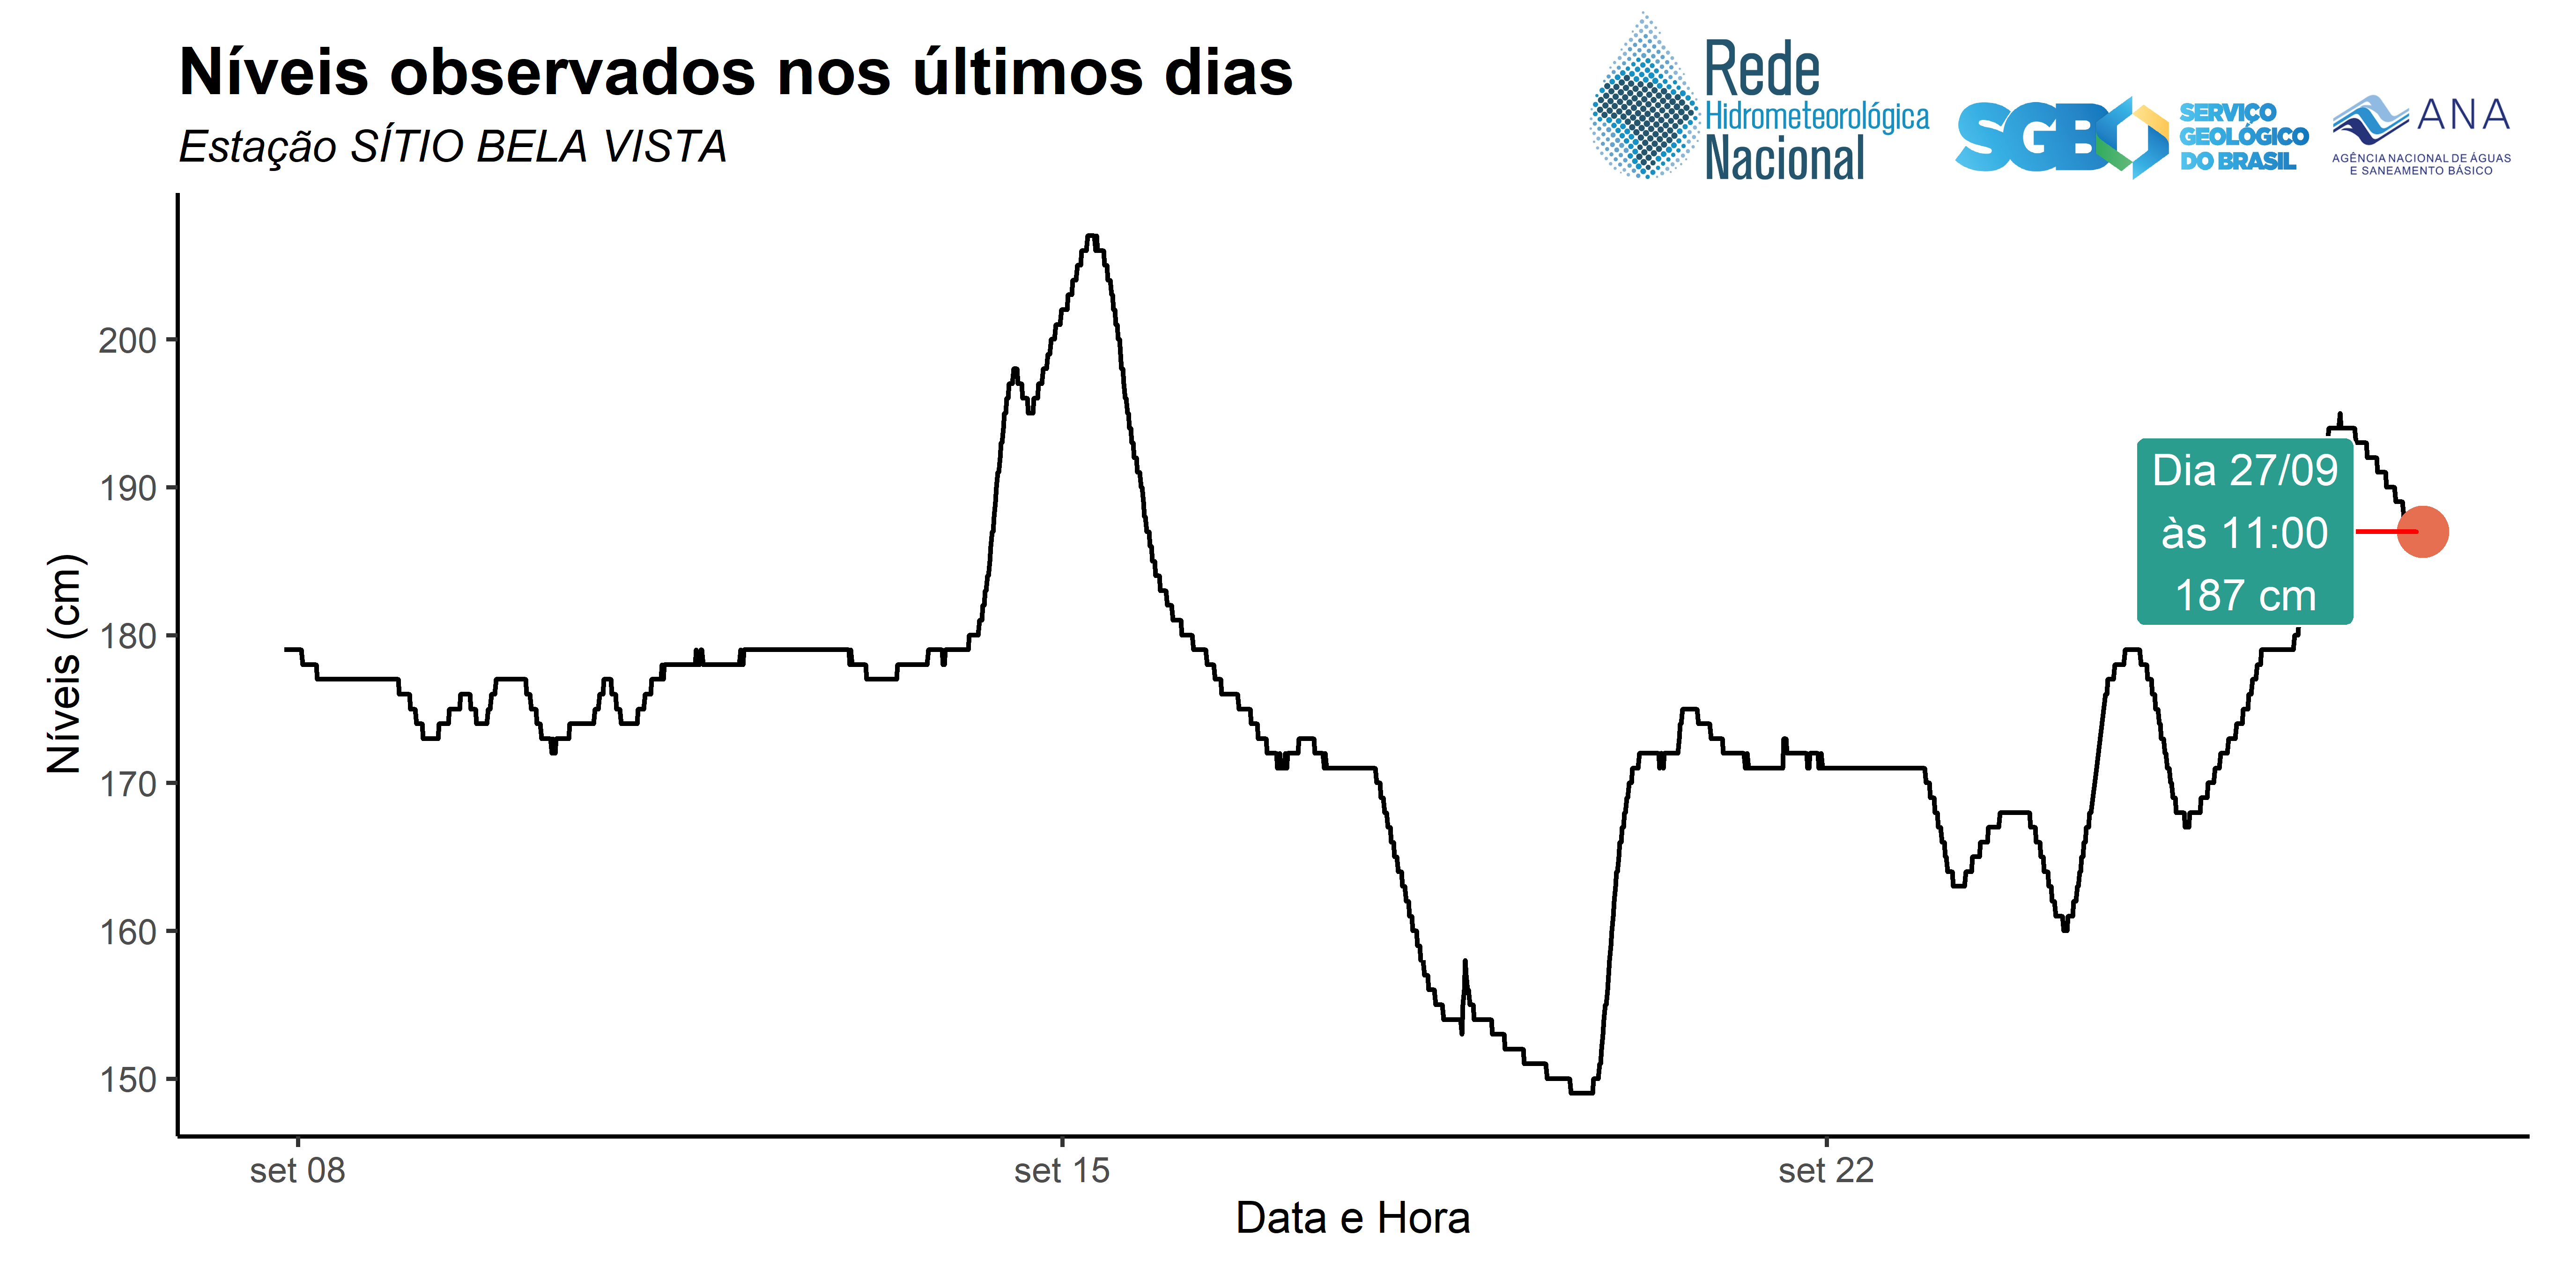 Níveis observados nos últimos dias
Estação SÍTIO BELA VISTA
Rede
Hidrometeorológica
Nacional
SGB
SERVIÇO
GEOLÓGICO
DO BRASIL
ANA
AGÊNCIA NACIONAL DE ÁGUAS
E SANEAMENTO BÁSICO
Níveis (cm)
200
190
180
170
160
150
Dia 27/09
às 11:00
187 cm
set 08
set 15
set 22
Data e Hora